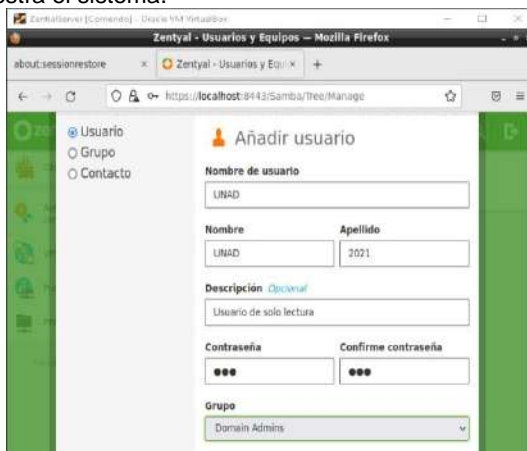 ZentialServer [Corriendo] - Oracle VM VirtualBox
Zentyal - Usuarios y Equipos — Mozilla Firefox
about:sessionrestore
Zentyal - Usuarios y Equi
https://localhost:8443/Samba/Tree/Manage
Usuario
Grupo
Contacto
Añadir usuario
Nombre de usuario
UNAD
Nombre Apellido
UNAD 2021
Descripción Opcional
Usuario de solo lectura
Contraseña Confirme contraseña
Grupo
Domain Admins